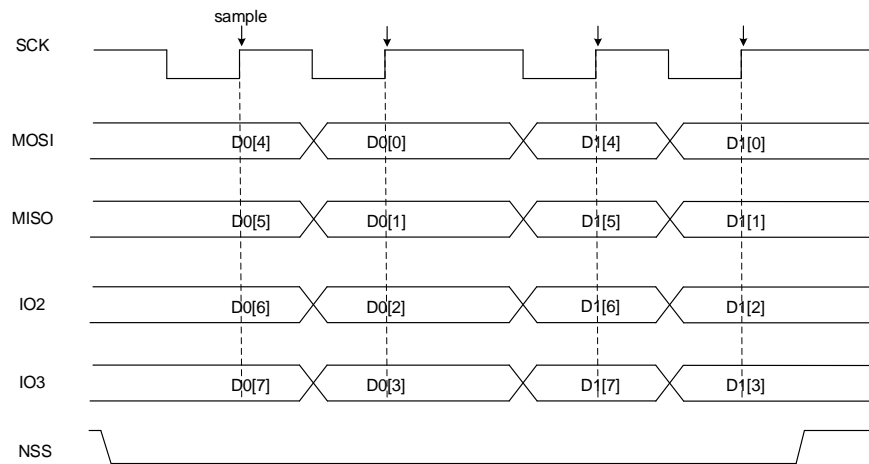 sample
SCK
MOSI D0[4] D0[0] D1[4] D1[0]
MISO D0[5] D0[1] D1[5] D1[1]
IO2 D0[6] D0[2] D1[6] D1[2]
IO3 D0[7] D0[3] D1[7] D1[3]
NSS